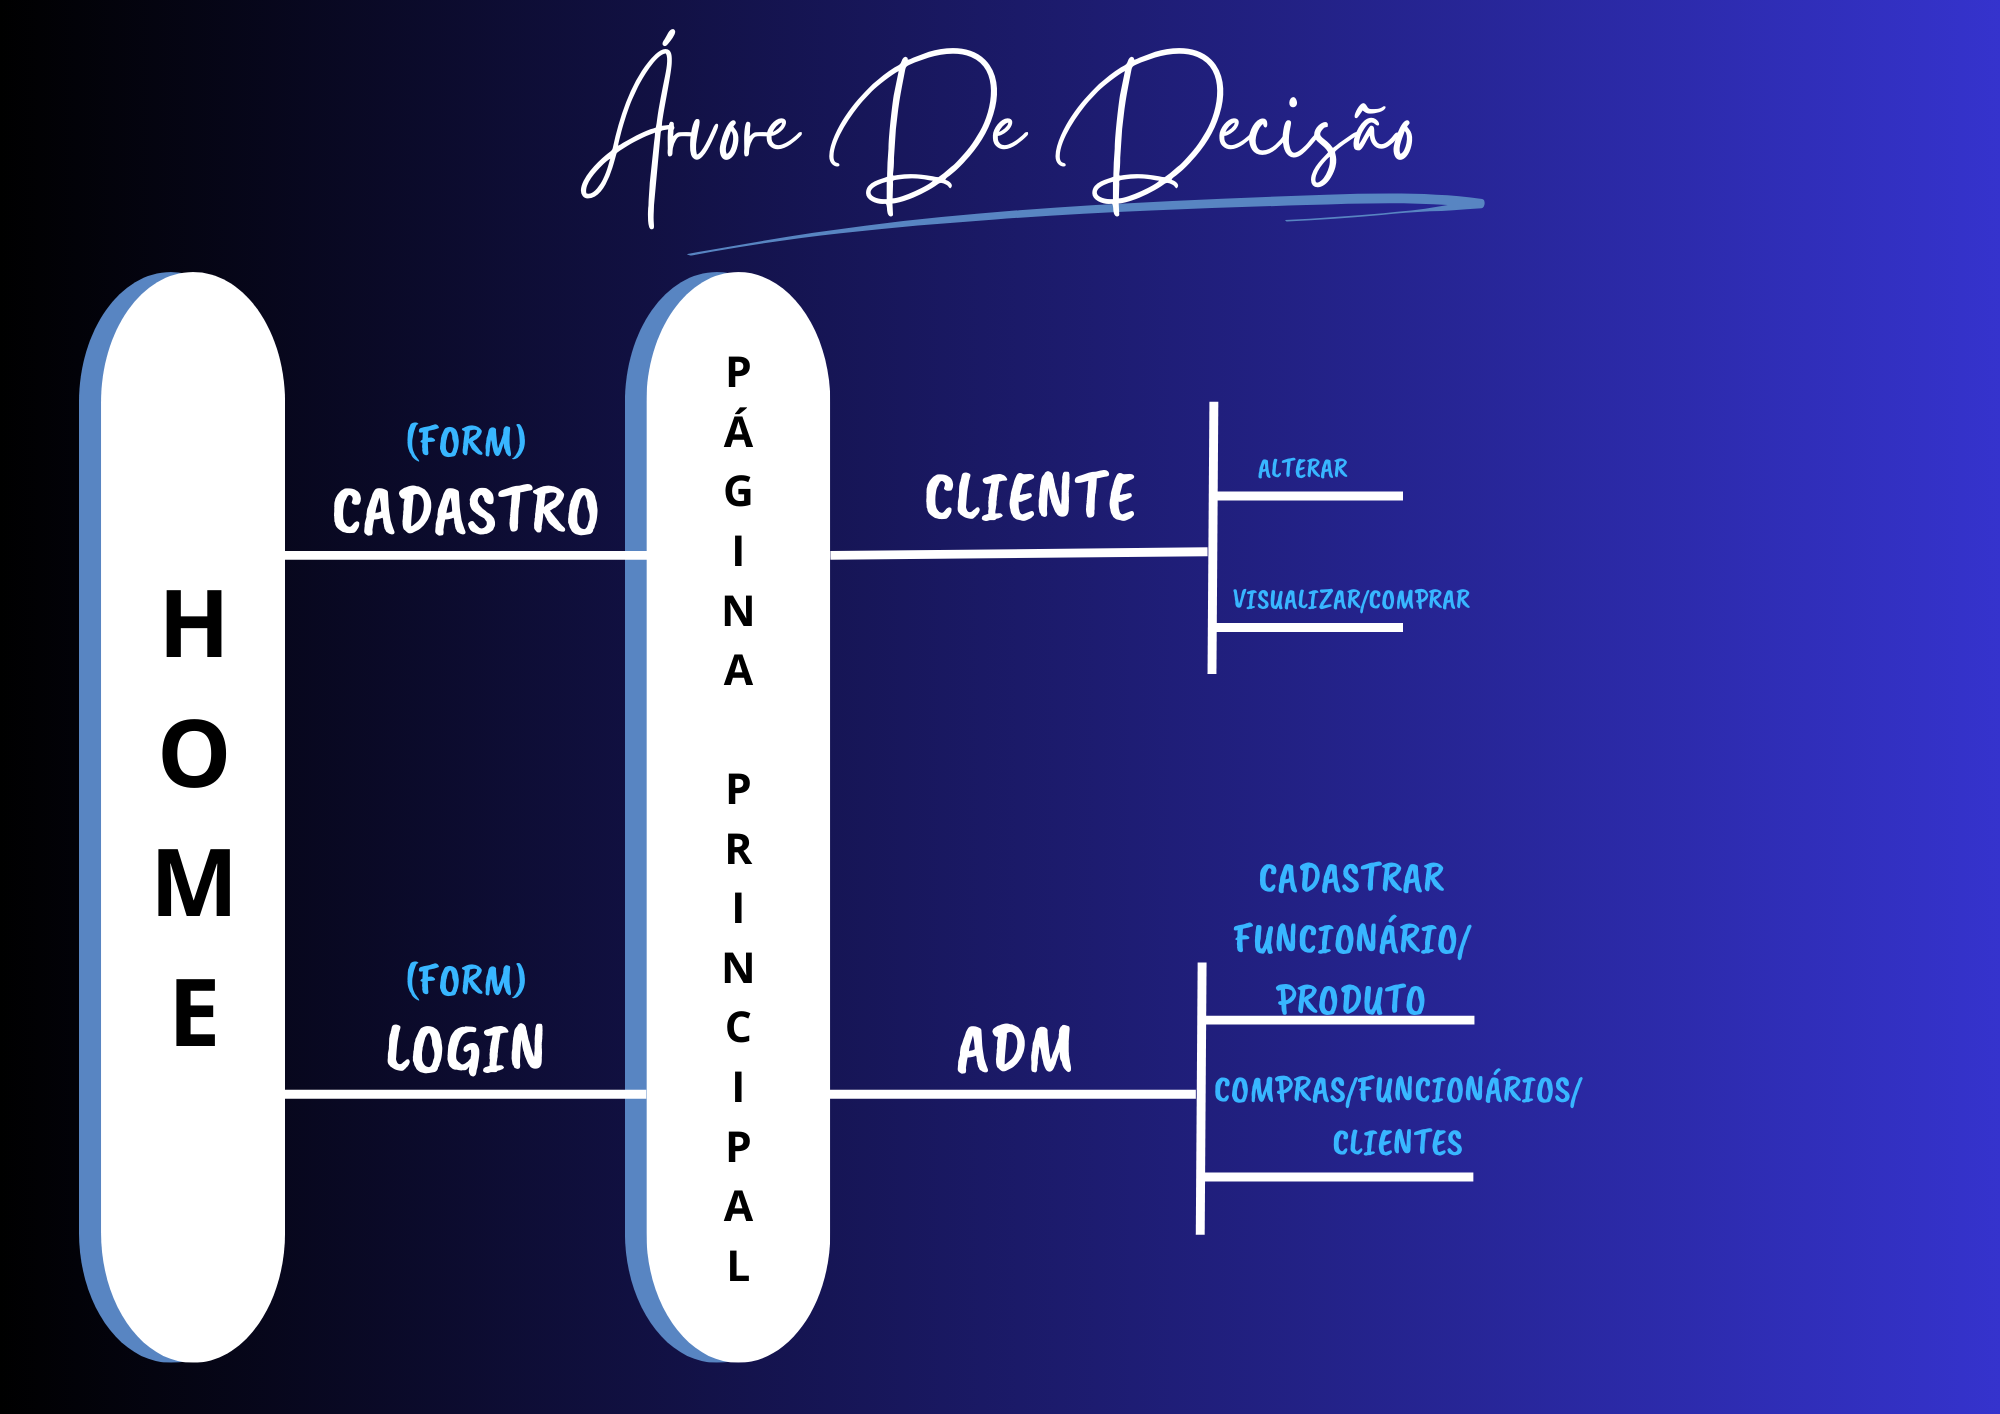 Árvore De Decisão
HOME
(FORM)
CADASTRO
(FORM)
LOGIN
PÁGINA PRINCIPAL
CLIENTE
ALTERAR
VISUALIZAR/COMPRAR
ADM
CADASTRAR
FUNCIONÁRIO/
PRODUTO
COMPRAS/FUNCIONÁRIOS/
CLIENTES